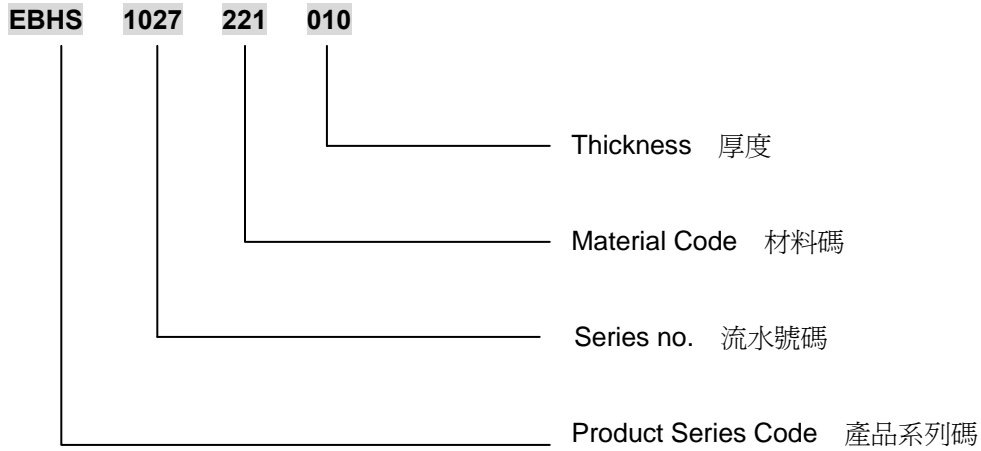 EBHS 1027 221 010
Thickness 厚度
Material Code 材料碼
Series no. 流水號碼
Product Series Code 產品系列碼